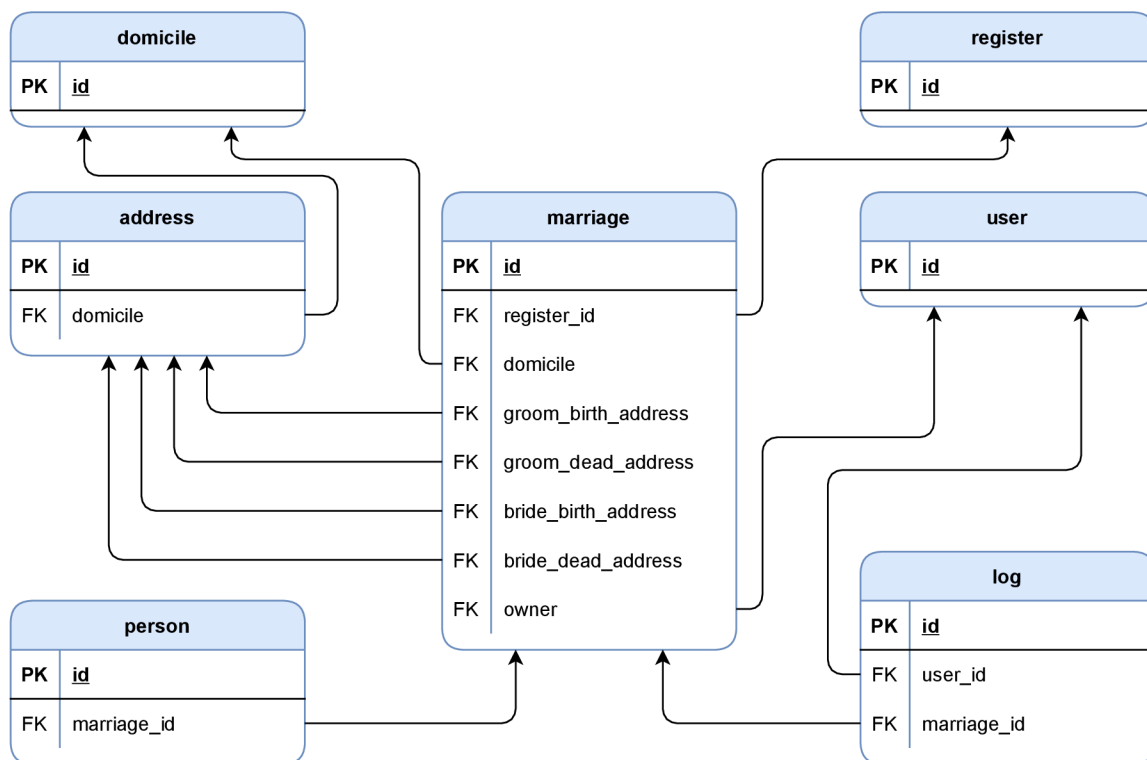 domicile
PK id
register
PK id
address
PK id
FK domicile
marriage
PK id
FK register_id
FK domicile
FK groom_birth_address
FK groom_dead_address
FK bride_birth_address
FK bride_dead_address
FK owner
user
PK id
person
PK id
FK marriage_id
log
PK id
FK user_id
FK marriage_id